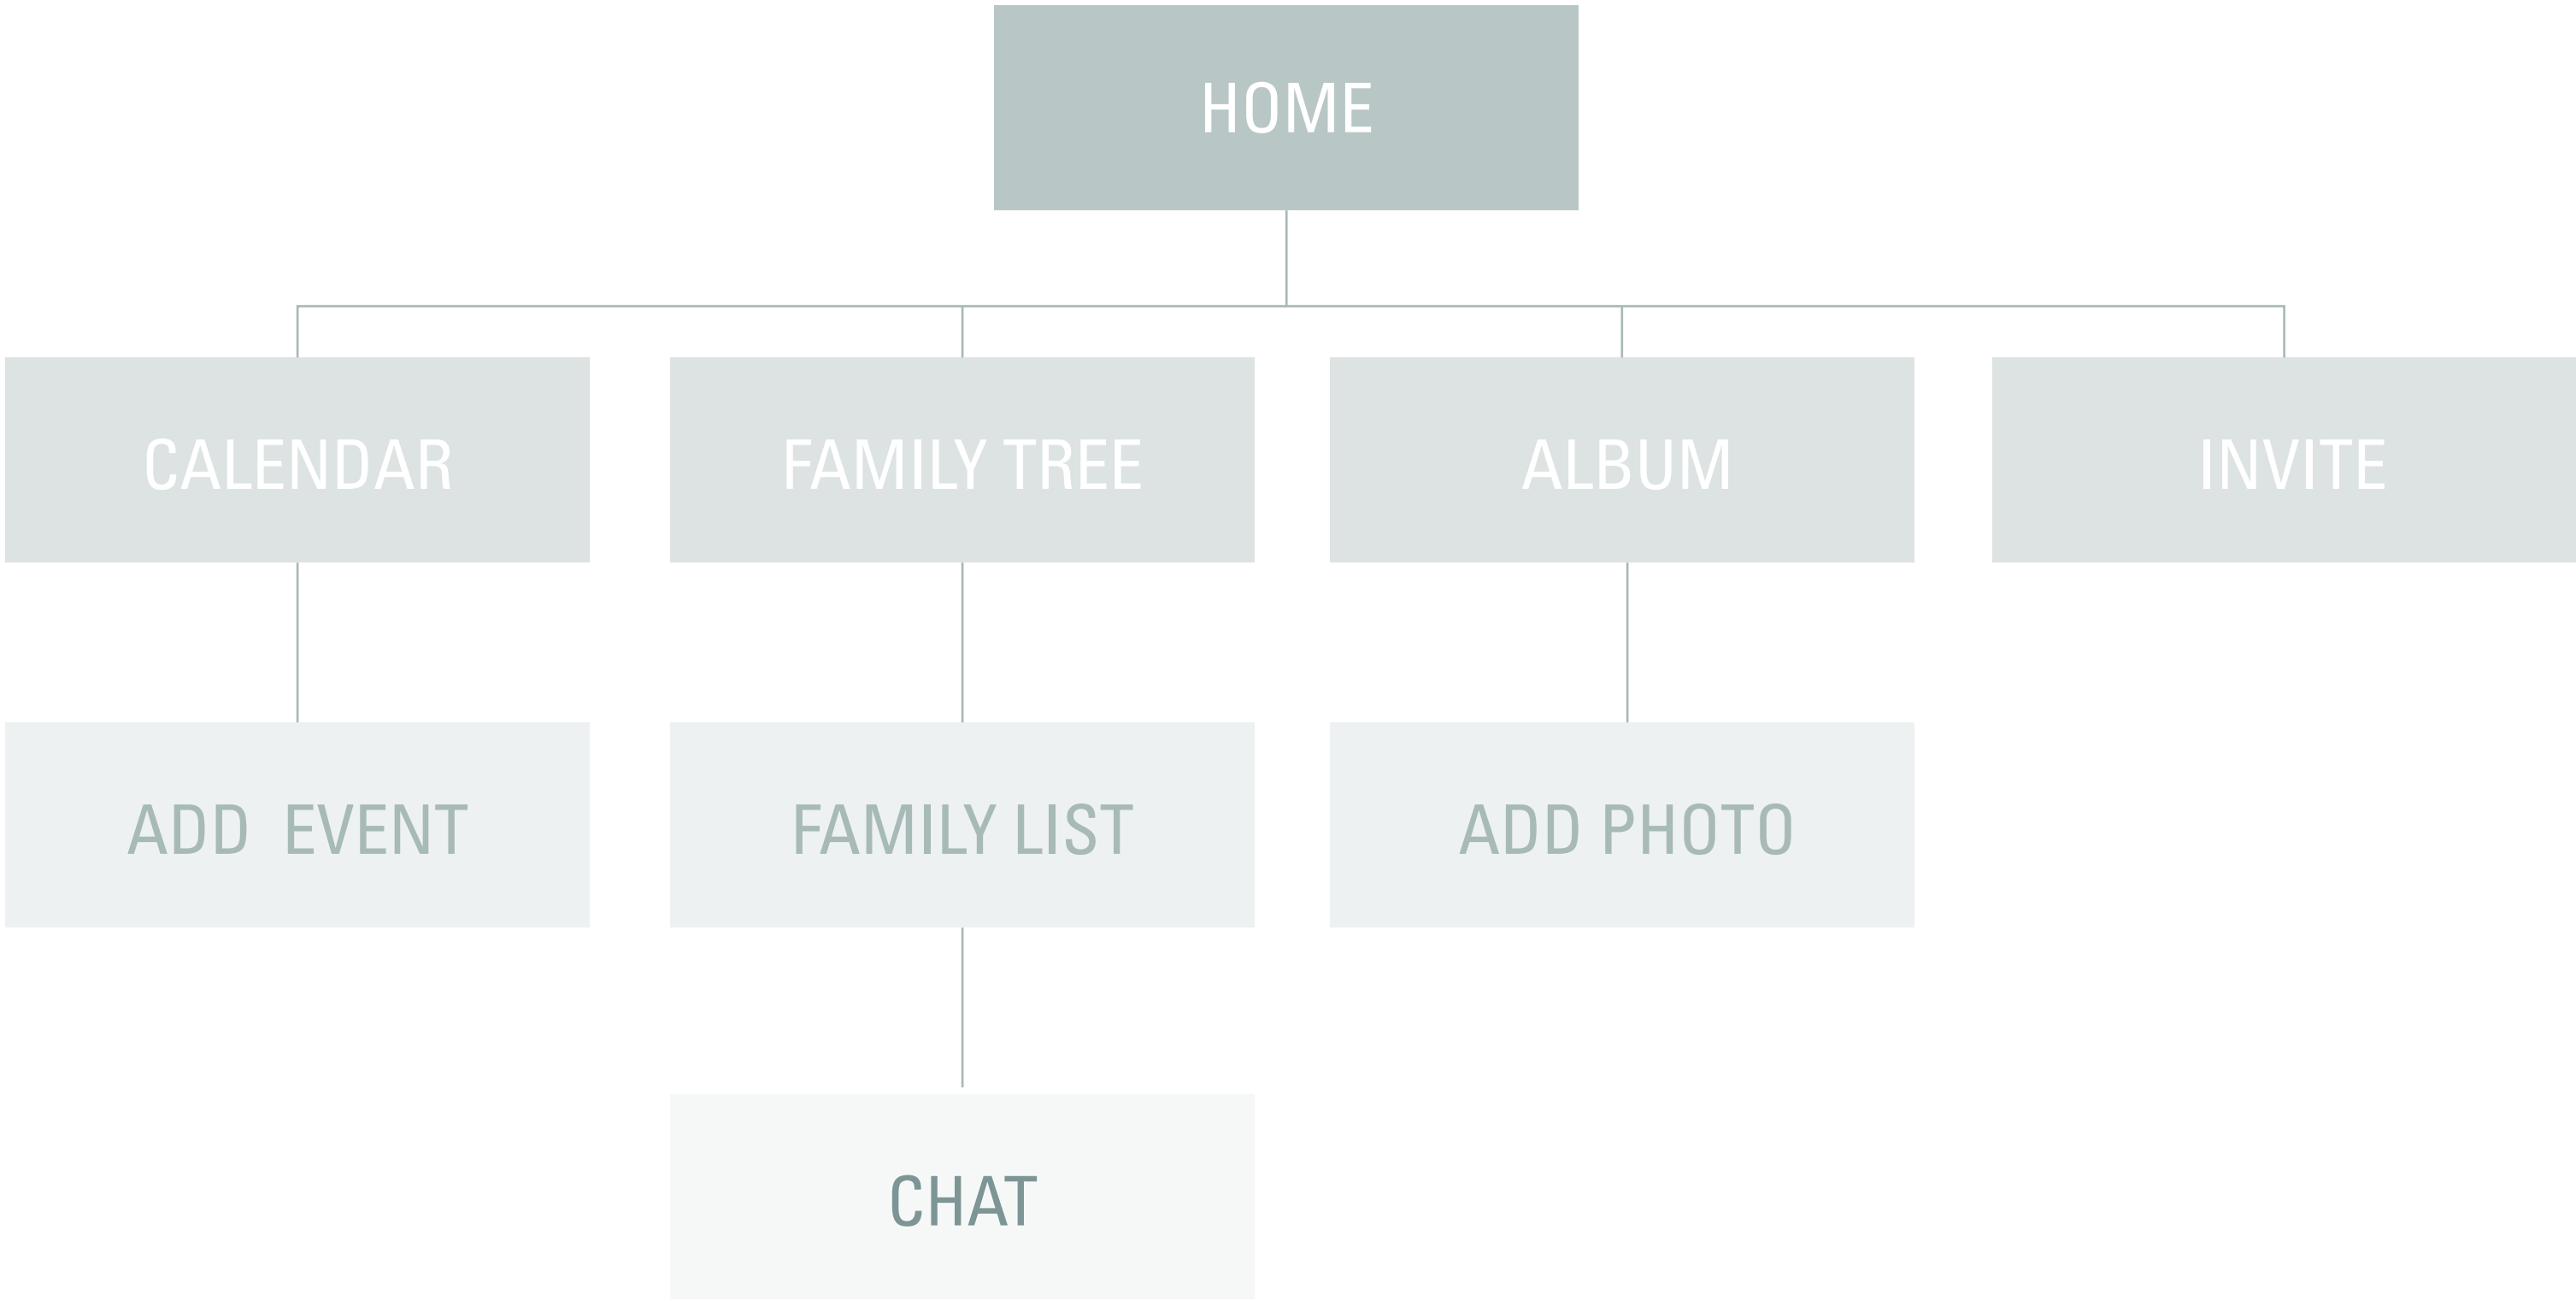 HOME
CALENDAR
FAMILY TREE
ALBUM
INVITE
ADD  EVENT
FAMILY LIST
ADD PHOTO
CHAT